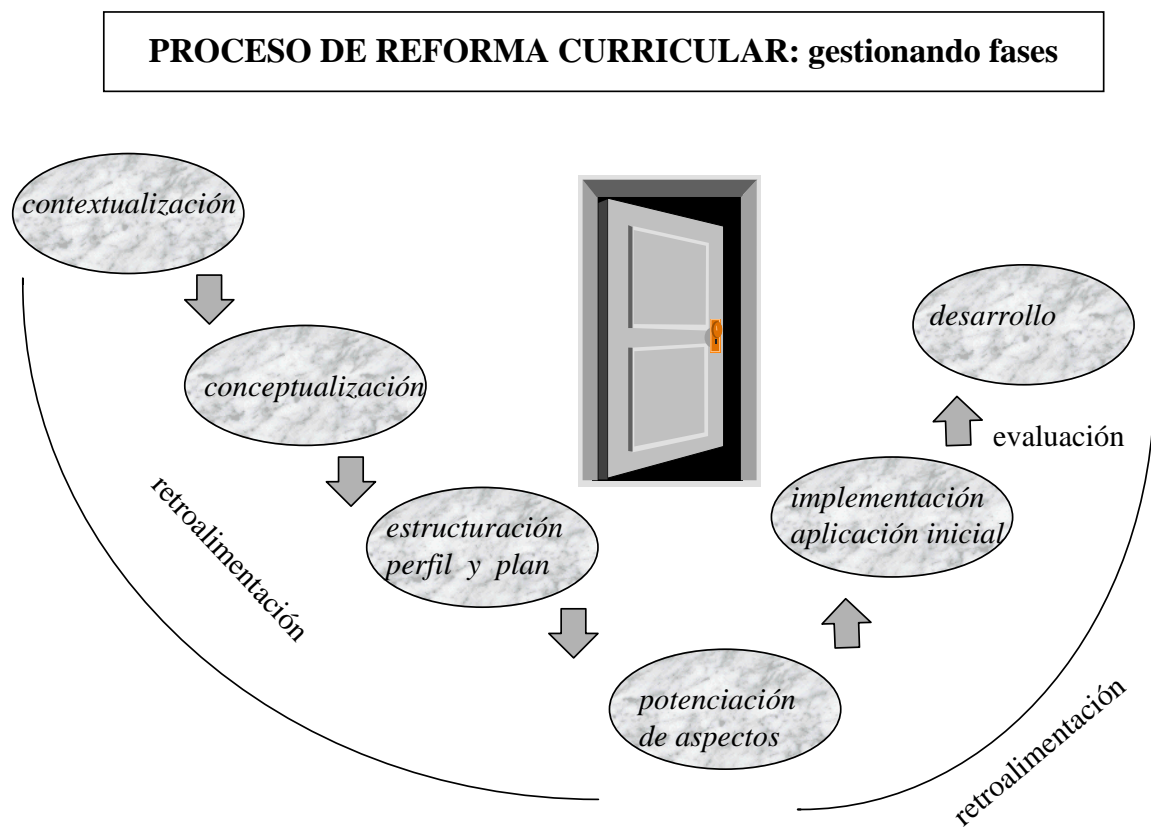 PROCESO DE REFORMA CURRICULAR: gestionando fases
contextualización
conceptualización
retroalimentación
estructuración
perfil y plan
potenciación
de aspectos
implementación
aplicación inicial
evaluación
desarrollo
retroalimentación